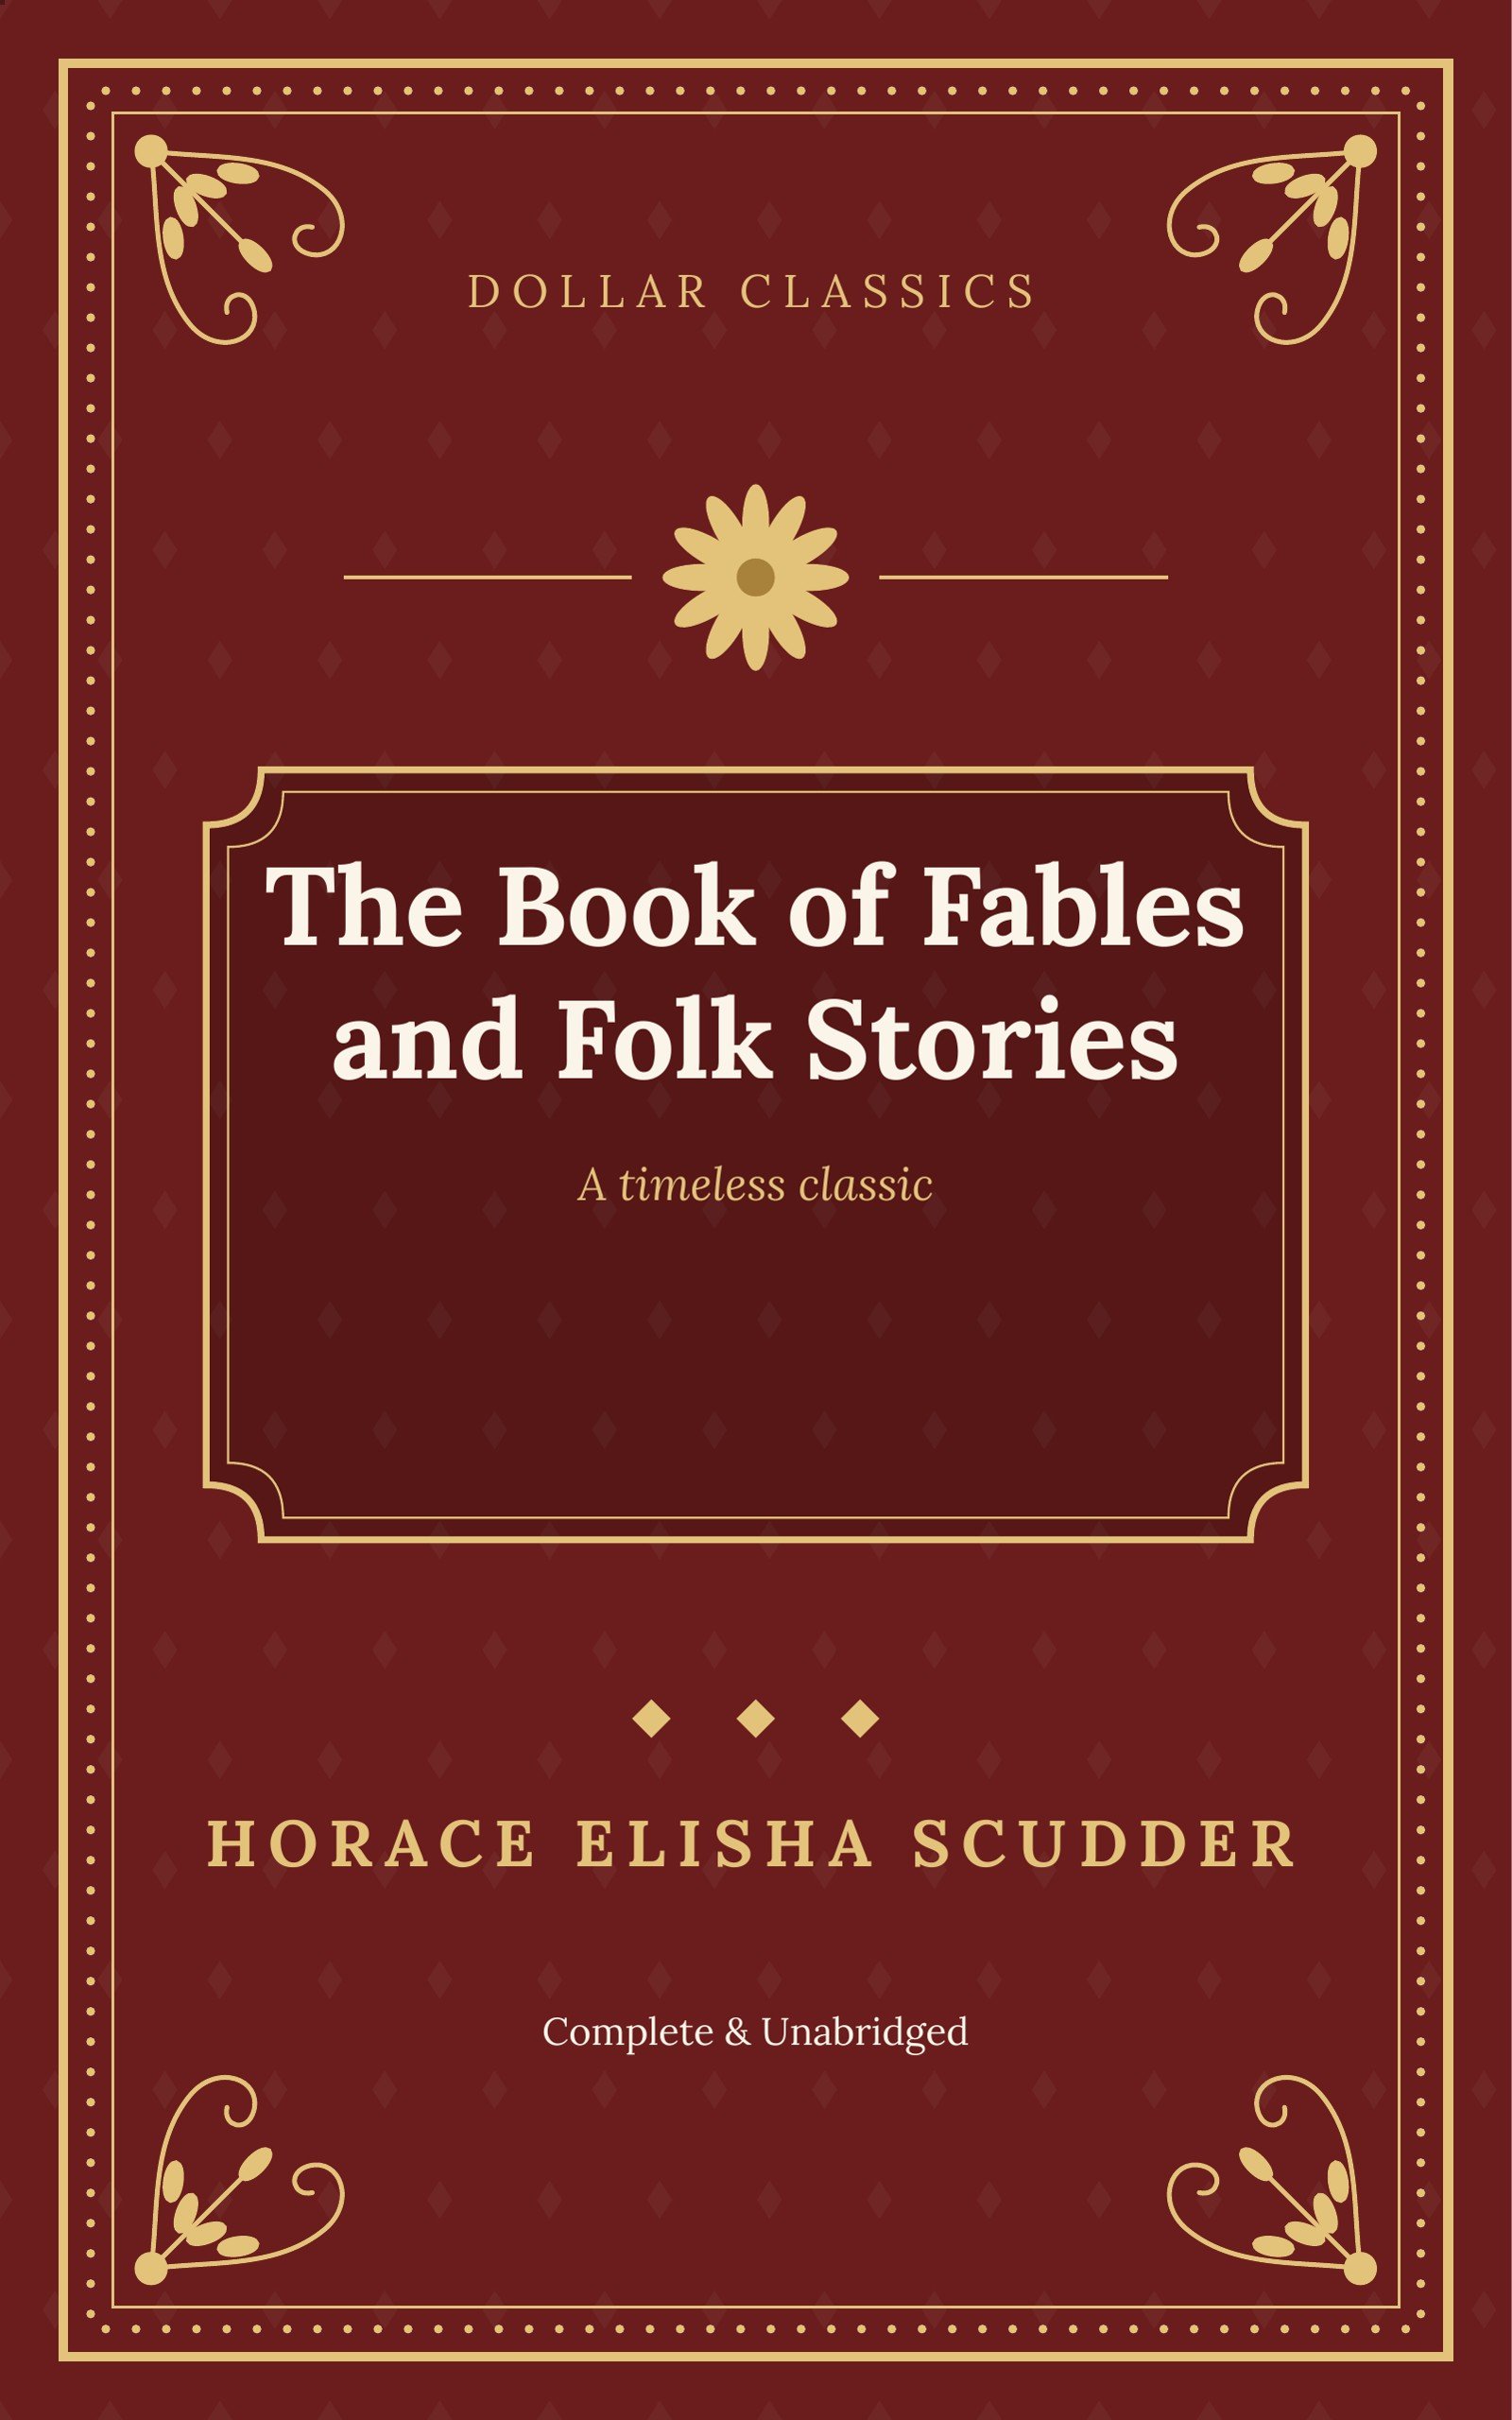 DOLLAR CLASSICS
The Book of Fables
and Folk Stories
A timeless classic
HORACE ELISHA SCUDDER
Complete & Unabridged